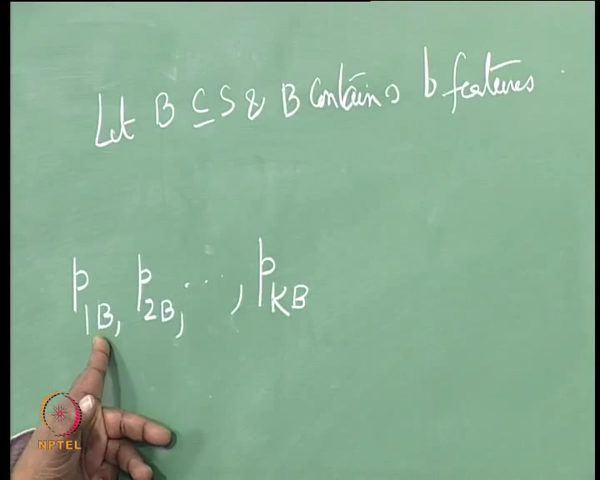 Let B ⊆ S & B contains b features.
p₁B, p₂B, ..., pKB
NPTEL